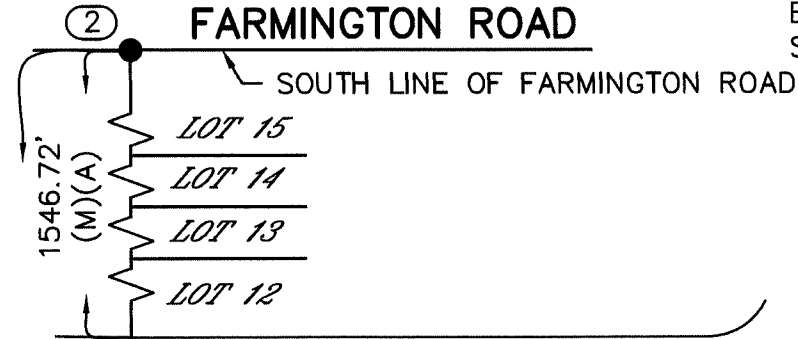 2 FARMINGTON ROAD
E
S
SOUTH LINE OF FARMINGTON ROAD
1546.72'
(M)(A)
LOT 15
LOT 14
LOT 13
LOT 12